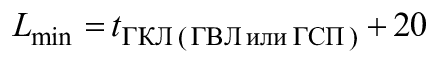 L_min = t_ГКЛ ( ГВЛ или ГСП ) + 20